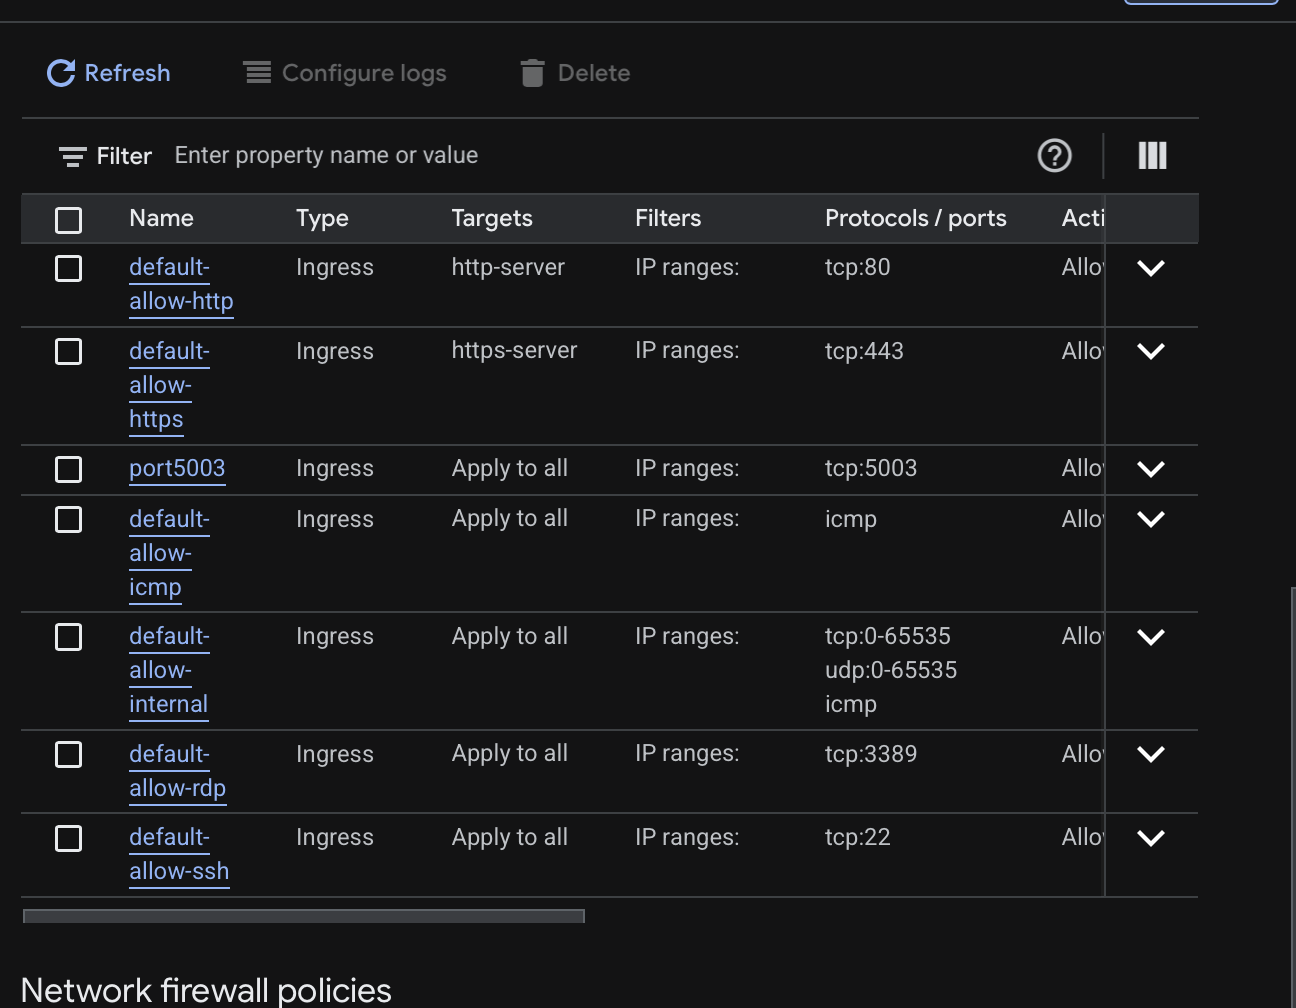 Refresh Configure logs Delete
Filter Enter property name or value
Name Type Targets Filters Protocols / ports Acti
default- Ingress http-server IP ranges: tcp:80 Allo
allow-http
default- Ingress https-server IP ranges: tcp:443 Allo
allow-
https
port5003 Ingress Apply to all IP ranges: tcp:5003 Allo
default- Ingress Apply to all IP ranges: icmp Allo
allow-
icmp
default- Ingress Apply to all IP ranges: tcp:0-65535 Allo
allow- udp:0-65535
internal icmp
default- Ingress Apply to all IP ranges: tcp:3389 Allo
allow-rdp
default- Ingress Apply to all IP ranges: tcp:22 Allo
allow-ssh
Network firewall policies